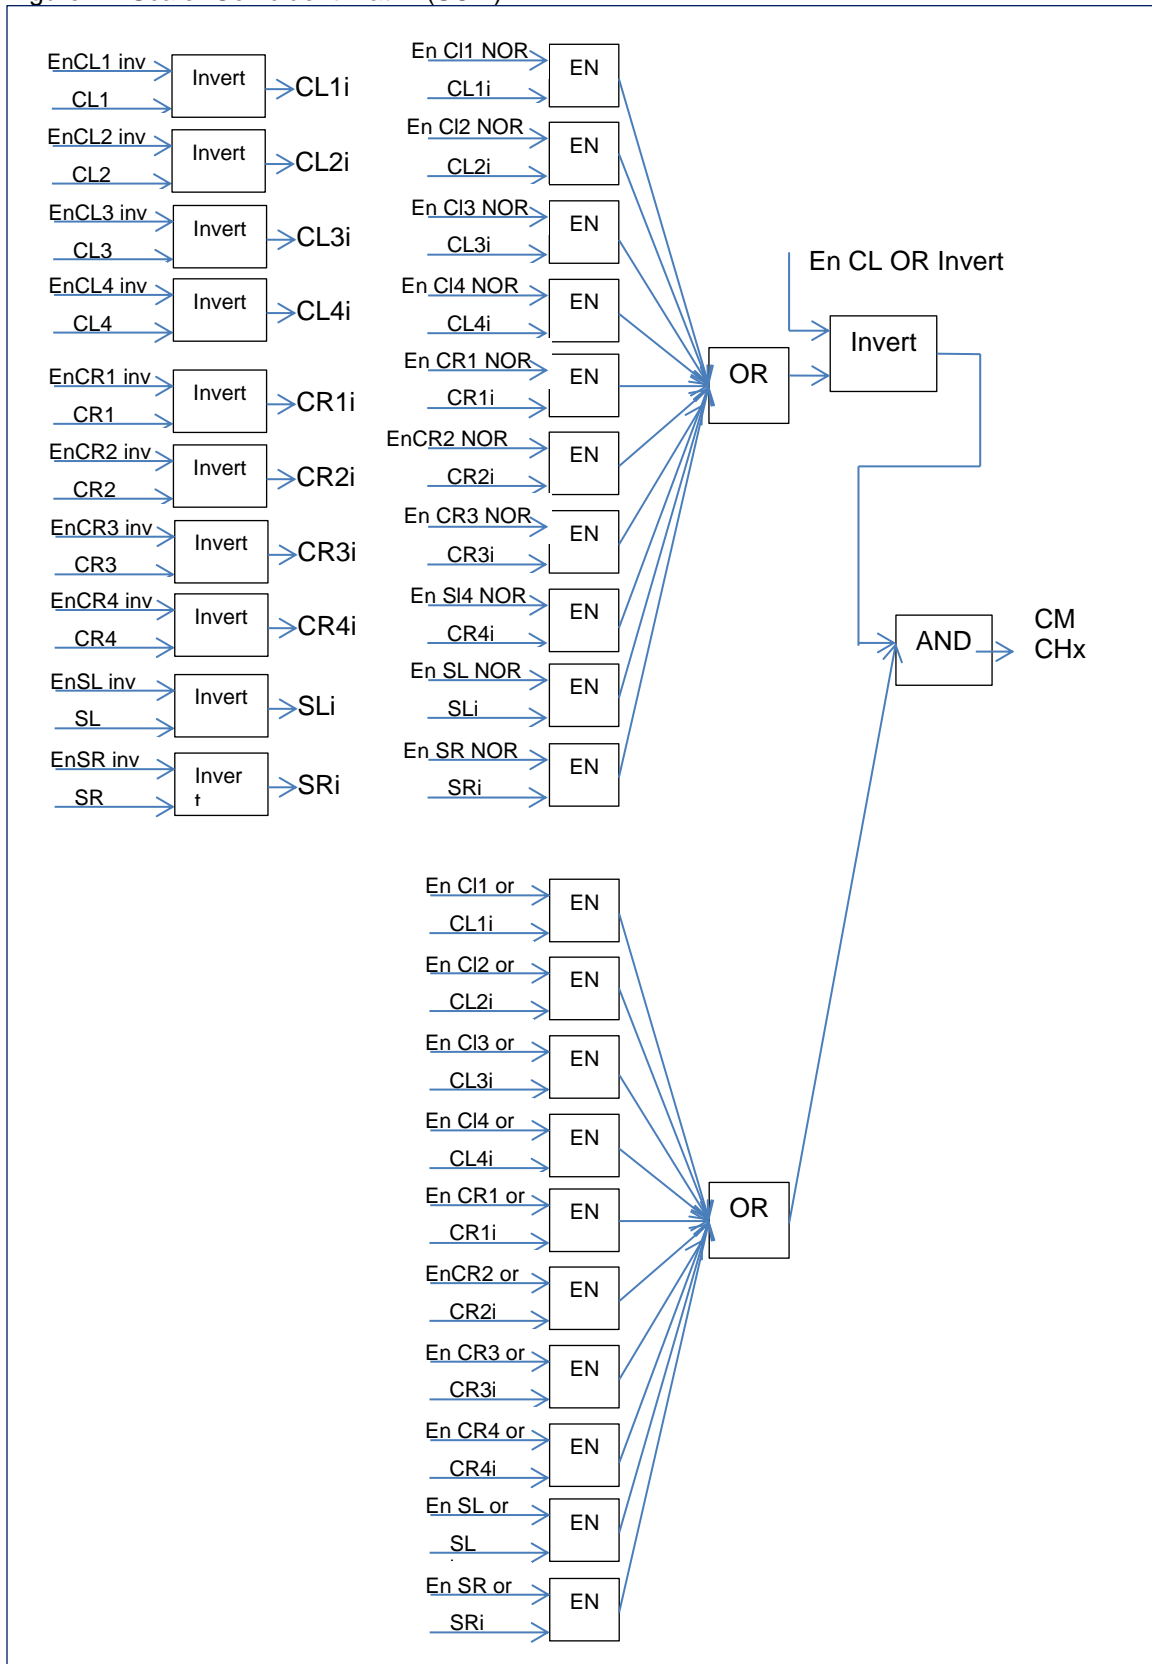 EnCL1 inv
CL1
Invert
CL1i
EnCL2 inv
CL2
Invert
CL2i
EnCL3 inv
CL3
Invert
CL3i
EnCL4 inv
CL4
Invert
CL4i
EnCR1 inv
CR1
Invert
CR1i
EnCR2 inv
CR2
Invert
CR2i
EnCR3 inv
CR3
Invert
CR3i
EnCR4 inv
CR4
Invert
CR4i
EnSL inv
SL
Invert
SLi
EnSR inv
SR
Inver
t
SRi
En Cl1 NOR
CL1i
EN
En Cl2 NOR
CL2i
EN
En Cl3 NOR
CL3i
EN
En Cl4 NOR
CL4i
EN
En CR1 NOR
CR1i
EN
EnCR2 NOR
CR2i
EN
En CR3 NOR
CR3i
EN
En Sl4 NOR
CR4i
EN
En SL NOR
SLi
EN
En SR NOR
SRi
EN
OR
En CL OR Invert
Invert
AND
CM
CHx
En Cl1 or
CL1i
EN
En Cl2 or
CL2i
EN
En Cl3 or
CL3i
EN
En Cl4 or
CL4i
EN
En CR1 or
CR1i
EN
EnCR2 or
CR2i
EN
En CR3 or
CR3i
EN
En CR4 or
CR4i
EN
En SL or
SL
EN
En SR or
SRi
EN
OR